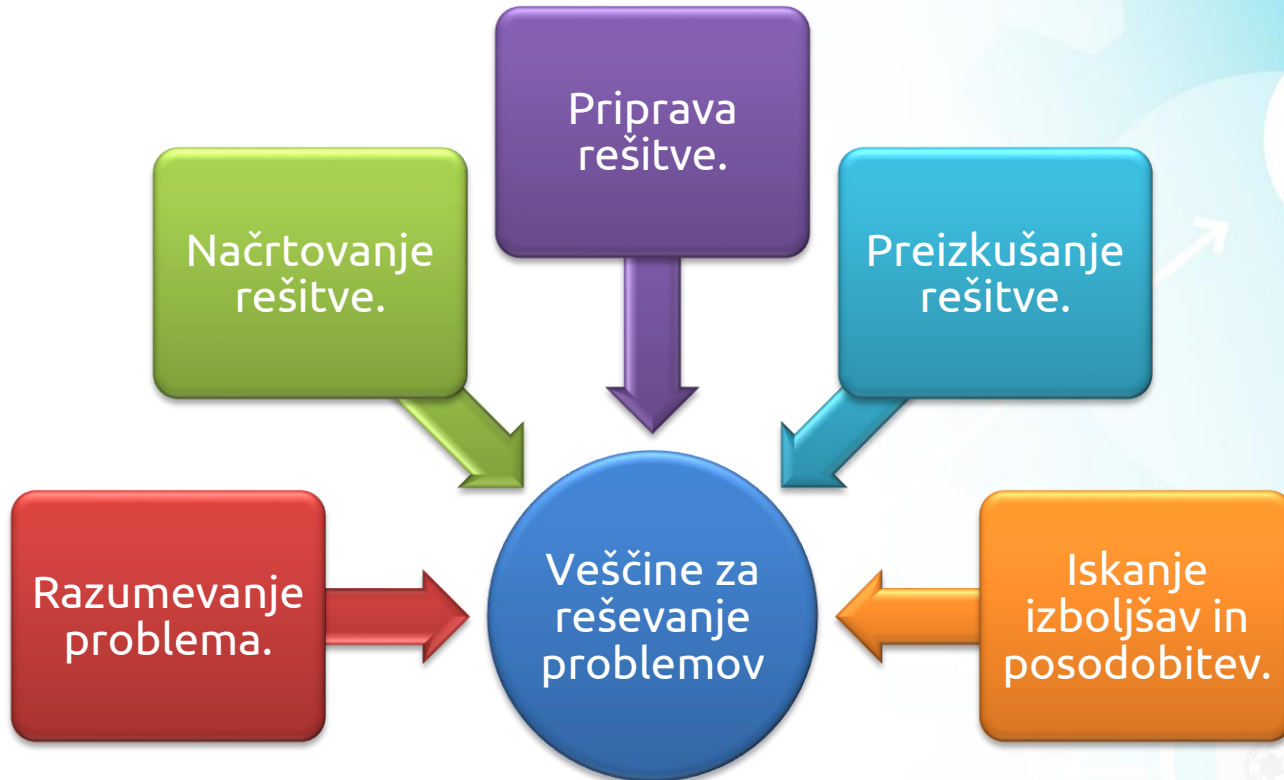 Priprava
rešitve.
Načrtovanje
rešitve.
Preizkušanje
rešitve.
Razumevanje
problema.
Veščine za
reševanje
problemov
Iskanje
izboljšav in
posodobitev.